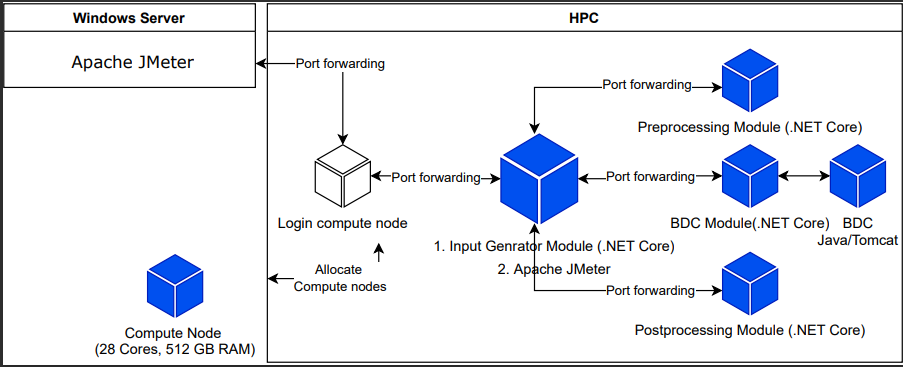 Windows Server
HPC
Apache JMeter
Port forwarding
Port forwarding
Preprocessing Module (.NET Core)
Port forwarding
Port forwarding
Login compute node
BDC Module(.NET Core)
BDC
Java/Tomcat
1. Input Genrator Module (.NET Core)
2. Apache JMeter
Allocate
Compute nodes
Port forwarding
Compute Node
(28 Cores, 512 GB RAM)
Postprocessing Module (.NET Core)